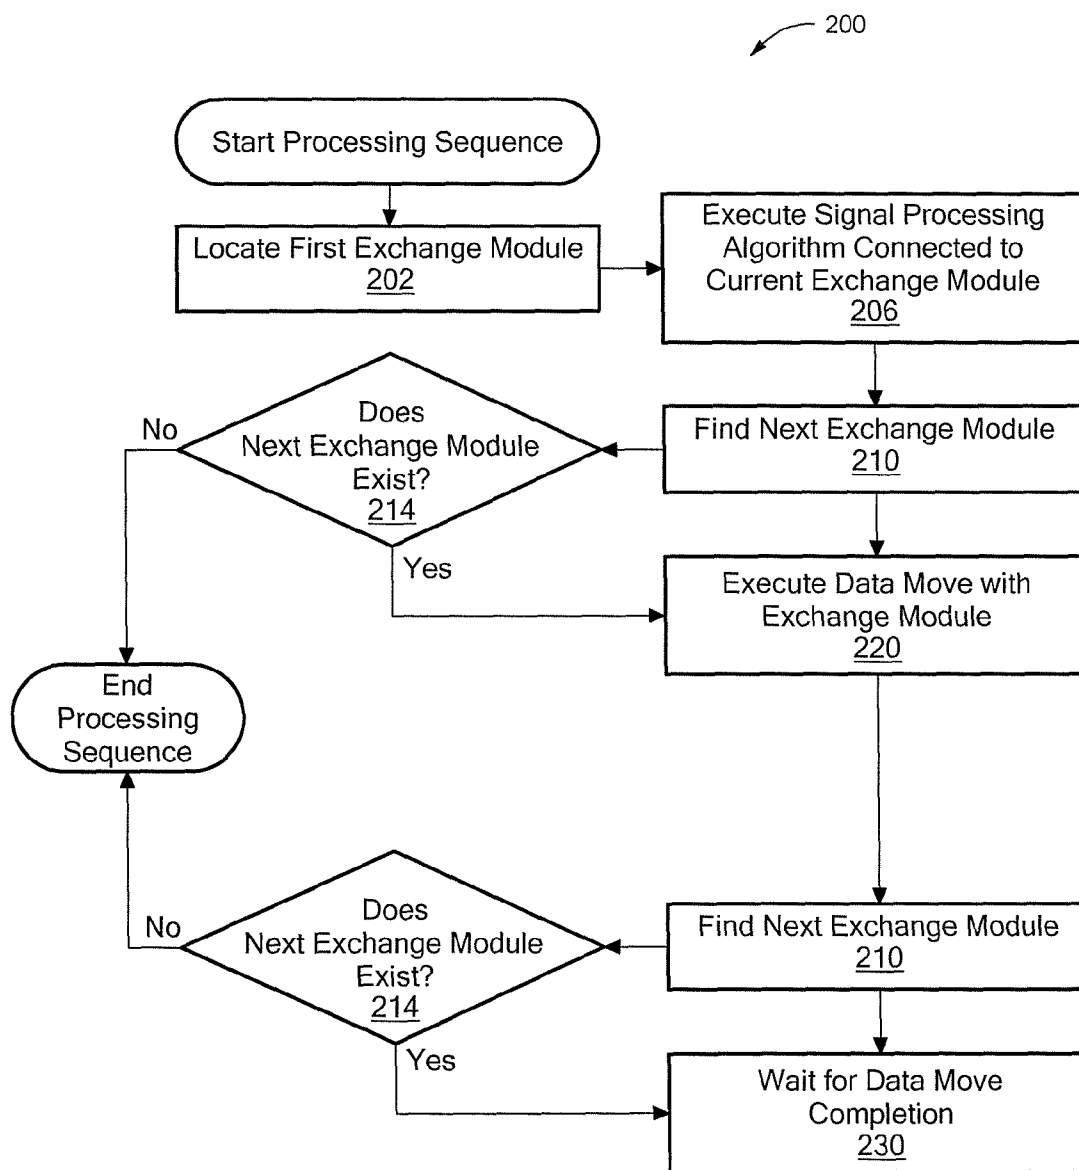 200
Start Processing Sequence
Locate First Exchange Module
202
Execute Signal Processing
Algorithm Connected to
Current Exchange Module
206
Find Next Exchange Module
210
Does
Next Exchange Module
Exist?
214
No
Yes
Execute Data Move with
Exchange Module
220
End
Processing
Sequence
Find Next Exchange Module
210
Does
Next Exchange Module
Exist?
214
No
Yes
Wait for Data Move
Completion
230